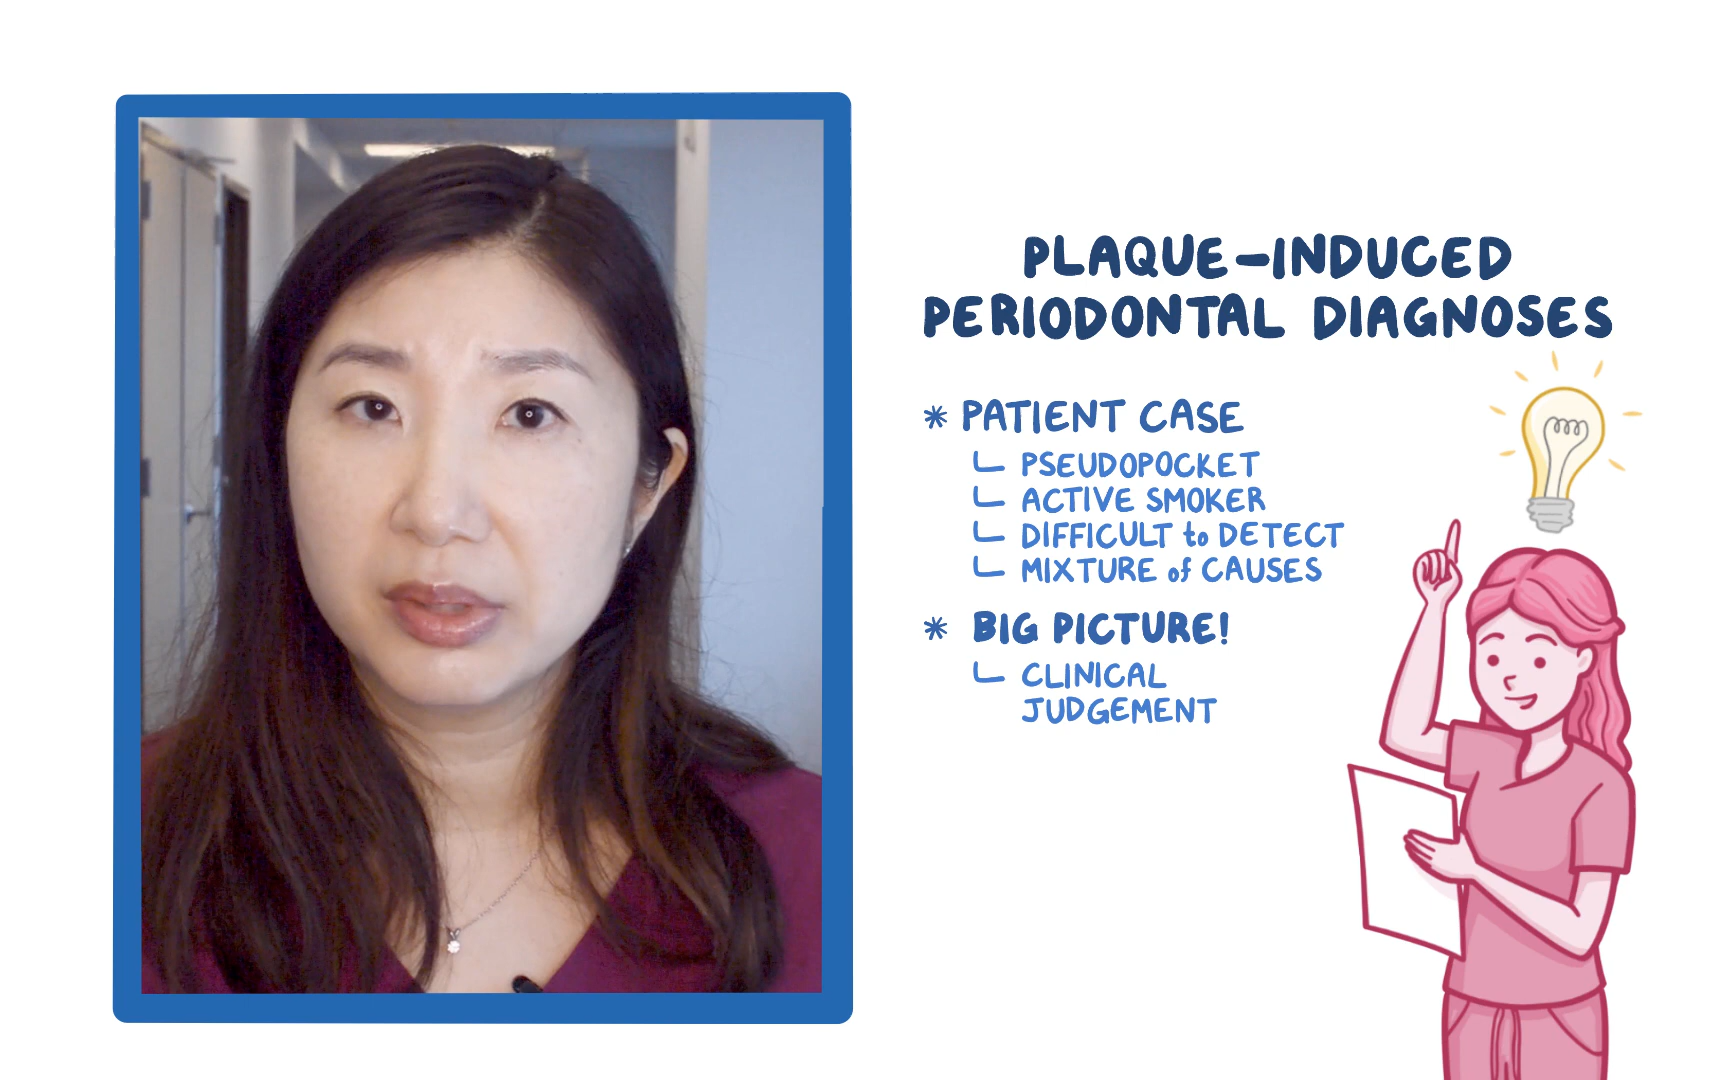 PLAQUE-INDUCED
PERIODONTAL DIAGNOSES
* PATIENT CASE
PSEUDOPOCKET
ACTIVE SMOKER
DIFFICULT to DETECT
MIXTURE of CAUSES
* BIG PICTURE!
CLINICAL
JUDGEMENT